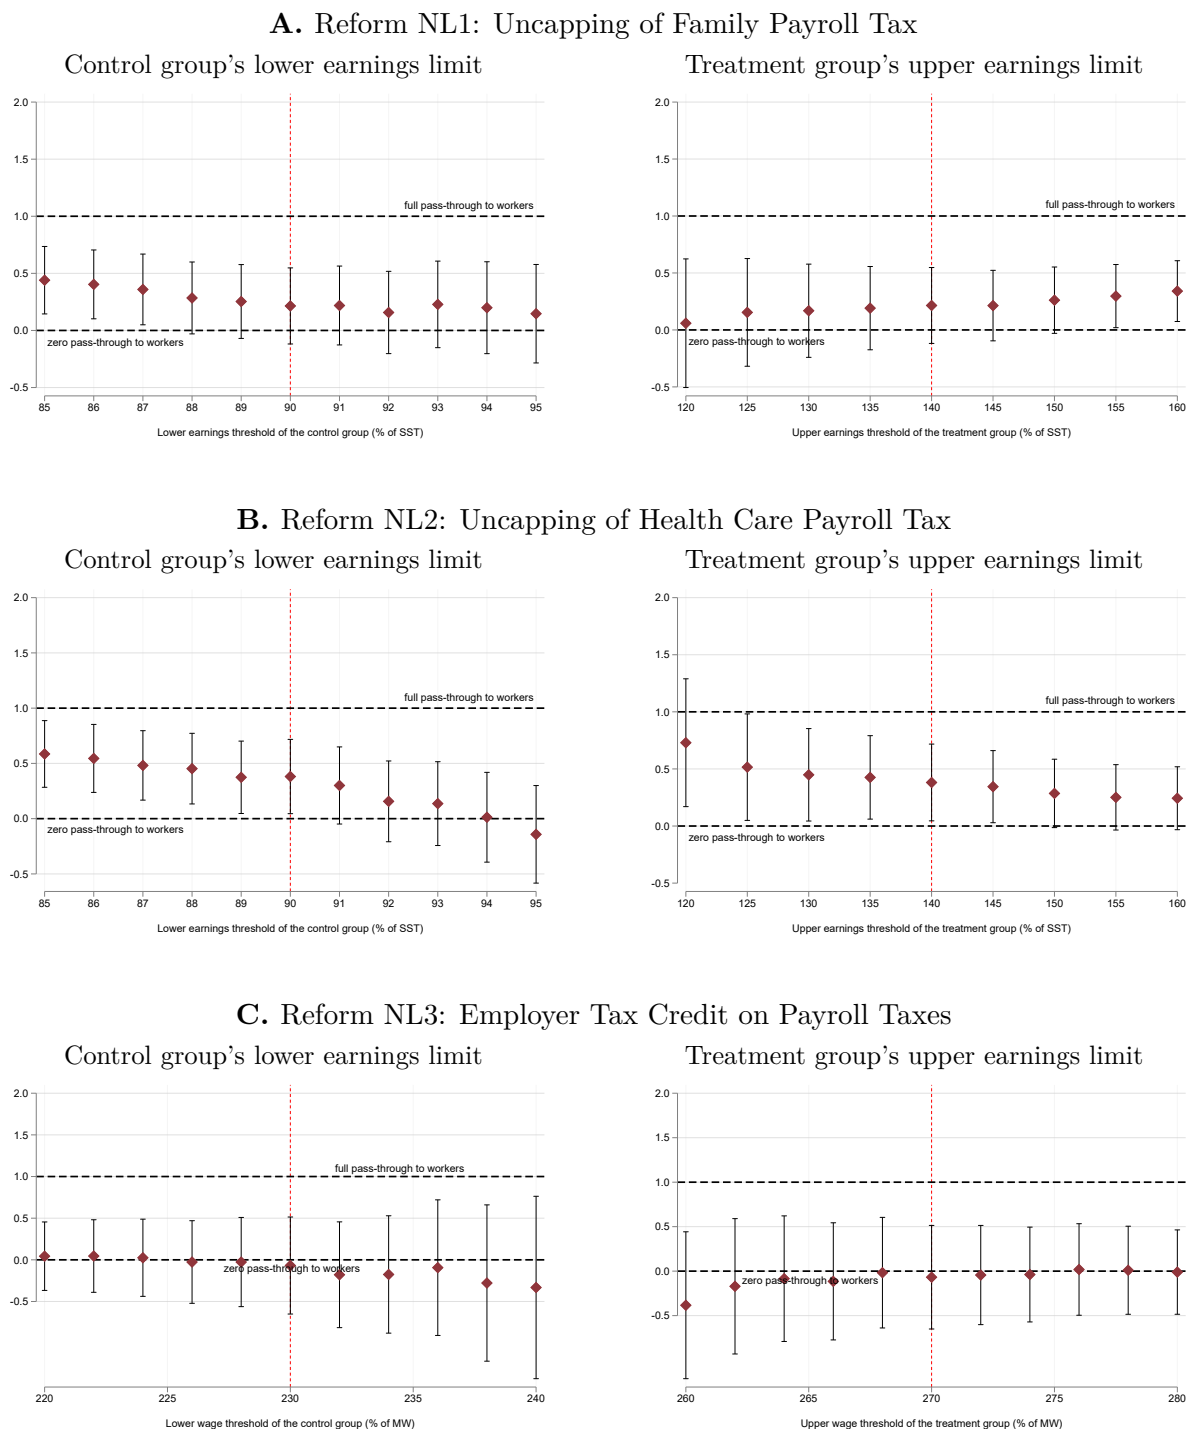 A. Reform NL1: Uncapping of Family Payroll Tax
Control group's lower earnings limit
2.0
1.5
full pass-through to workers
1.0
0.5
0.0
zero pass-through to workers
-0.5
85 86 87 88 89 90 91 92 93 94 95
Lower earnings threshold of the control group (% of SST)
Treatment group's upper earnings limit
2.0
1.5
full pass-through to workers
1.0
0.5
0.0
zero pass-through to workers
-0.5
120 125 130 135 140 145 150 155 160
Upper earnings threshold of the treatment group (% of SST)
B. Reform NL2: Uncapping of Health Care Payroll Tax
Control group's lower earnings limit
2.0
1.5
full pass-through to workers
1.0
0.5
0.0
zero pass-through to workers
-0.5
85 86 87 88 89 90 91 92 93 94 95
Lower earnings threshold of the control group (% of SST)
Treatment group's upper earnings limit
2.0
1.5
full pass-through to workers
1.0
0.5
0.0
zero pass-through to workers
-0.5
120 125 130 135 140 145 150 155 160
Upper earnings threshold of the treatment group (% of SST)
C. Reform NL3: Employer Tax Credit on Payroll Taxes
Control group's lower earnings limit
2.0
1.5
full pass-through to workers
1.0
0.5
0.0
zero pass-through to workers
-0.5
220 225 230 235 240
Lower wage threshold of the control group (% of MW)
Treatment group's upper earnings limit
2.0
1.5
1.0
0.5
0.0
zero pass-through to workers
-0.5
260 265 270 275 280
Upper wage threshold of the treatment group (% of MW)